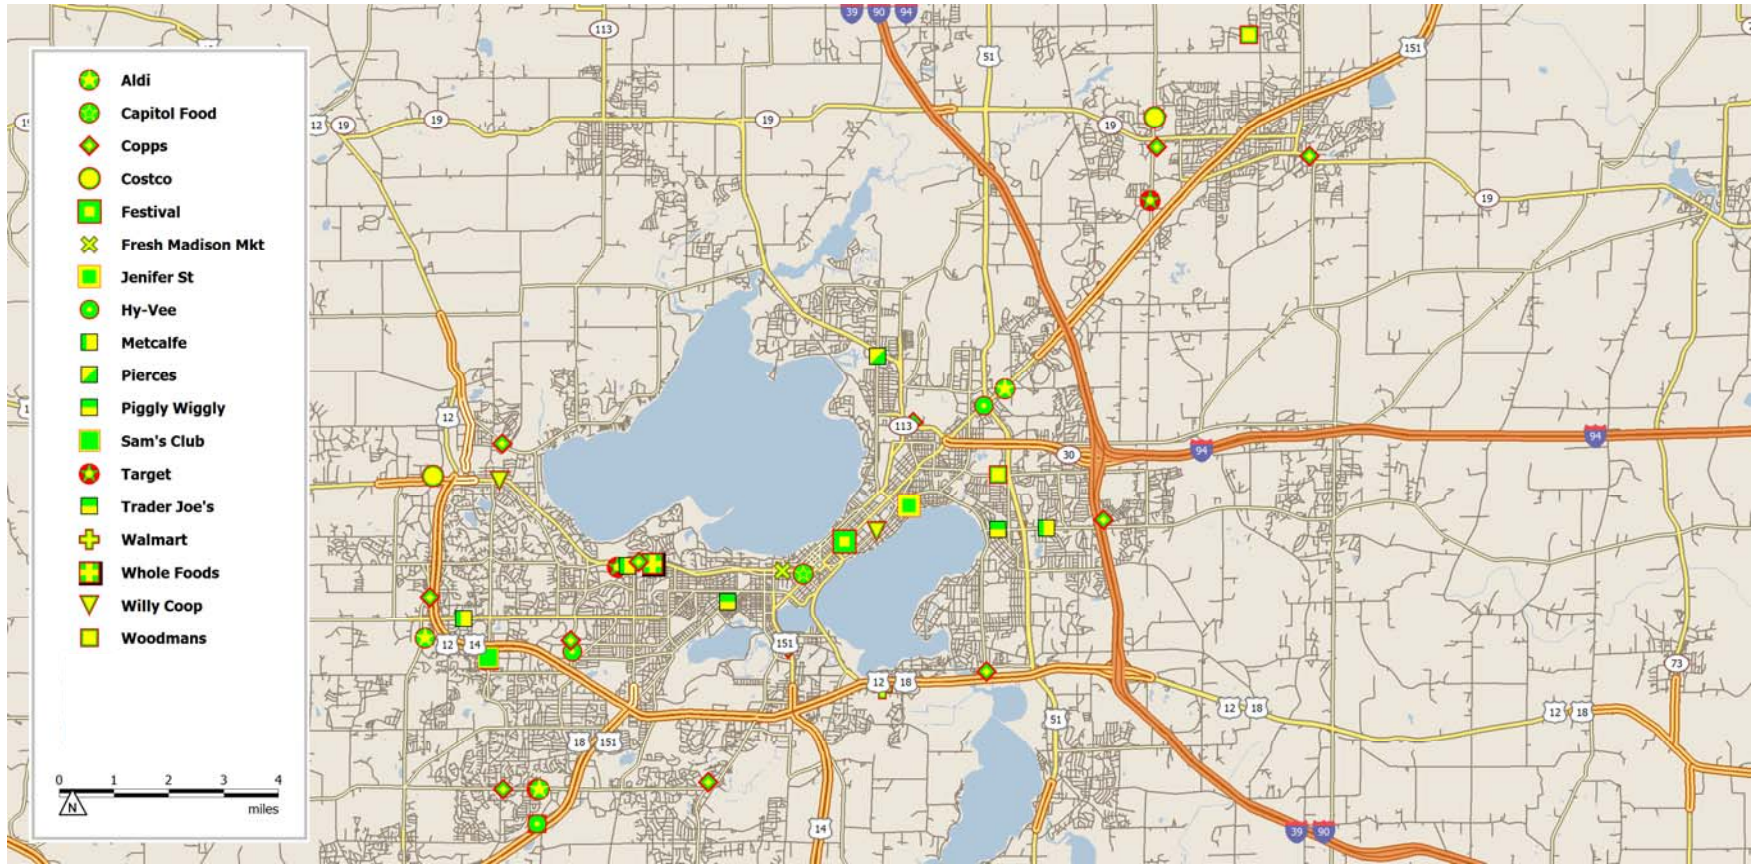 Aldi
Capitol Food
Copps
Costco
Festival
Fresh Madison Mkt
Jenifer St
Hy-Vee
Metcalfe
Pierces
Piggly Wiggly
Sam's Club
Target
Trader Joe's
Walmart
Whole Foods
Willy Coop
Woodmans
0 1 2 3 4
N
miles
113
39 90 94
51
151
12 19
19
19
19
19
12
113
30
94
94
12 14
151
12 18
73
18 151
51
12 18
12 18
14
39 90